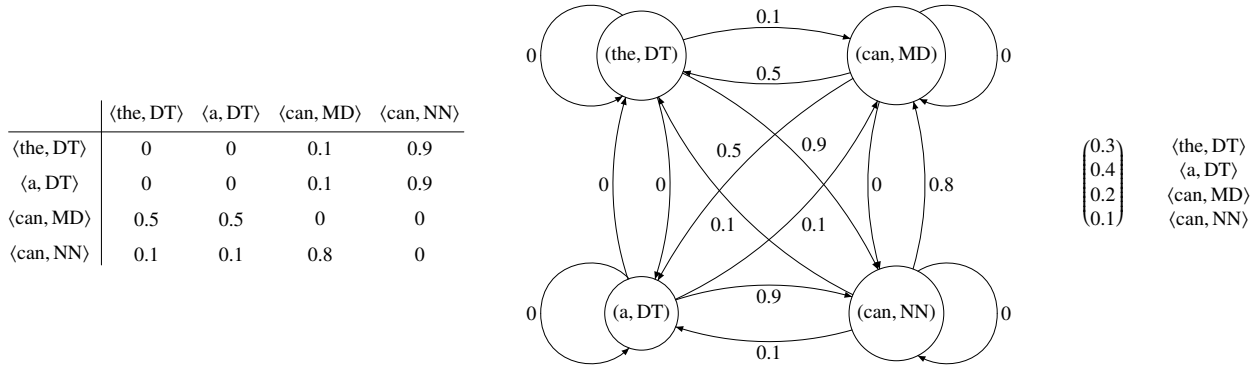 ⟨the, DT⟩ ⟨a, DT⟩ ⟨can, MD⟩ ⟨can, NN⟩
⟨the, DT⟩ 0 0 0.1 0.9
⟨a, DT⟩ 0 0 0.1 0.9
⟨can, MD⟩ 0.5 0.5 0 0
⟨can, NN⟩ 0.1 0.1 0.8 0
0.1
0 (the, DT) (can, MD) 0
0.5
0.5 0.9
0 0 0 0.8
0.1 0.1
0.9
0 (a, DT) (can, NN) 0
0.1
0.3 ⟨the, DT⟩
0.4 ⟨a, DT⟩
0.2 ⟨can, MD⟩
0.1 ⟨can, NN⟩